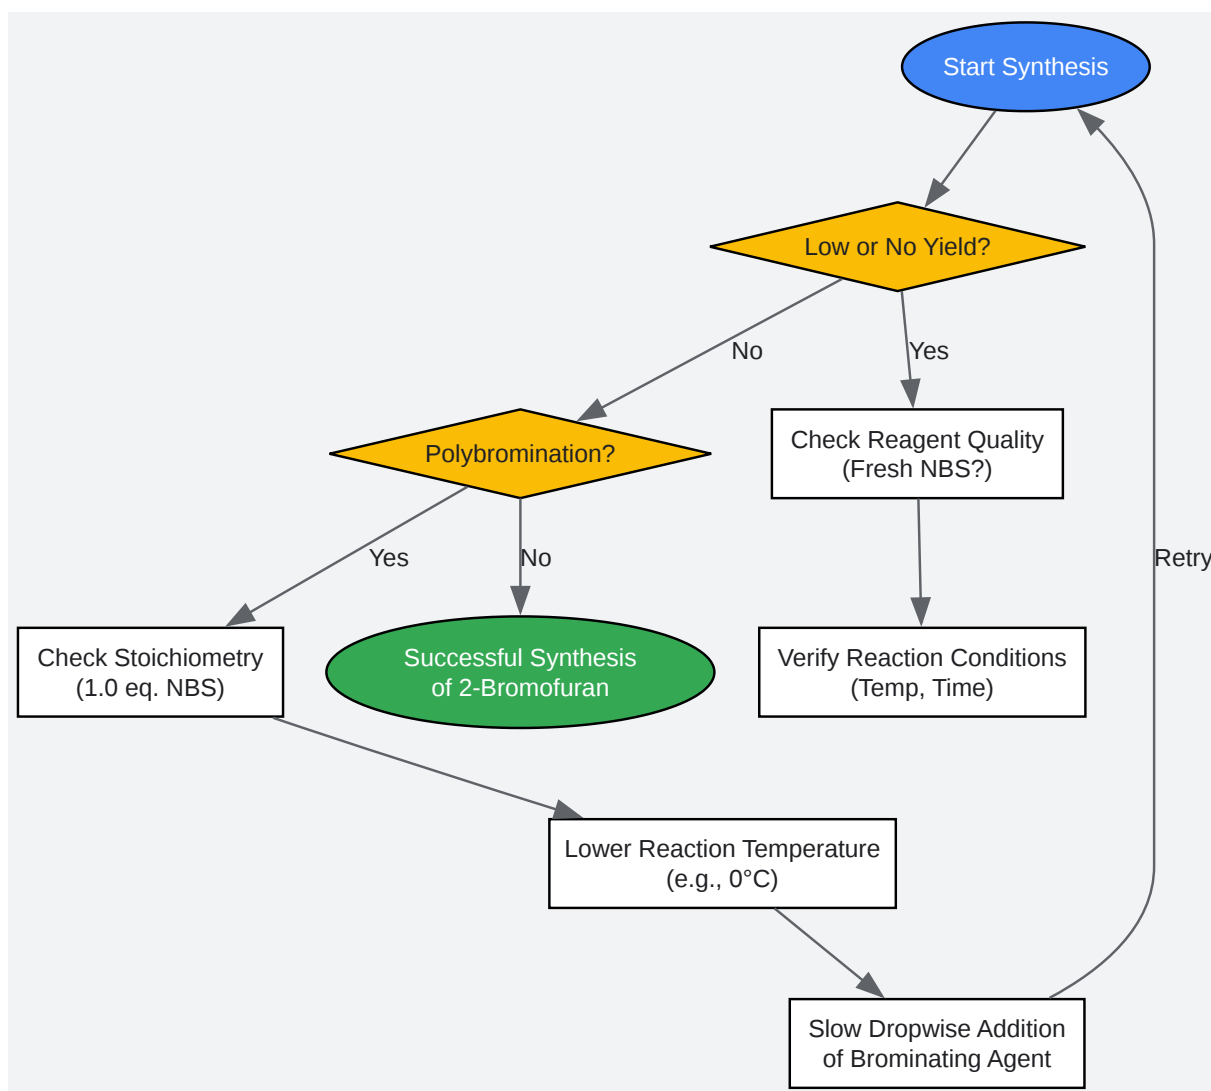 Start Synthesis
Low or No Yield?
No
Yes
Polybromination?
Check Reagent Quality
(Fresh NBS?)
Yes
No
Retry
Check Stoichiometry
(1.0 eq. NBS)
Successful Synthesis
of 2-Bromofuran
Verify Reaction Conditions
(Temp, Time)
Lower Reaction Temperature
(e.g., 0°C)
Slow Dropwise Addition
of Brominating Agent